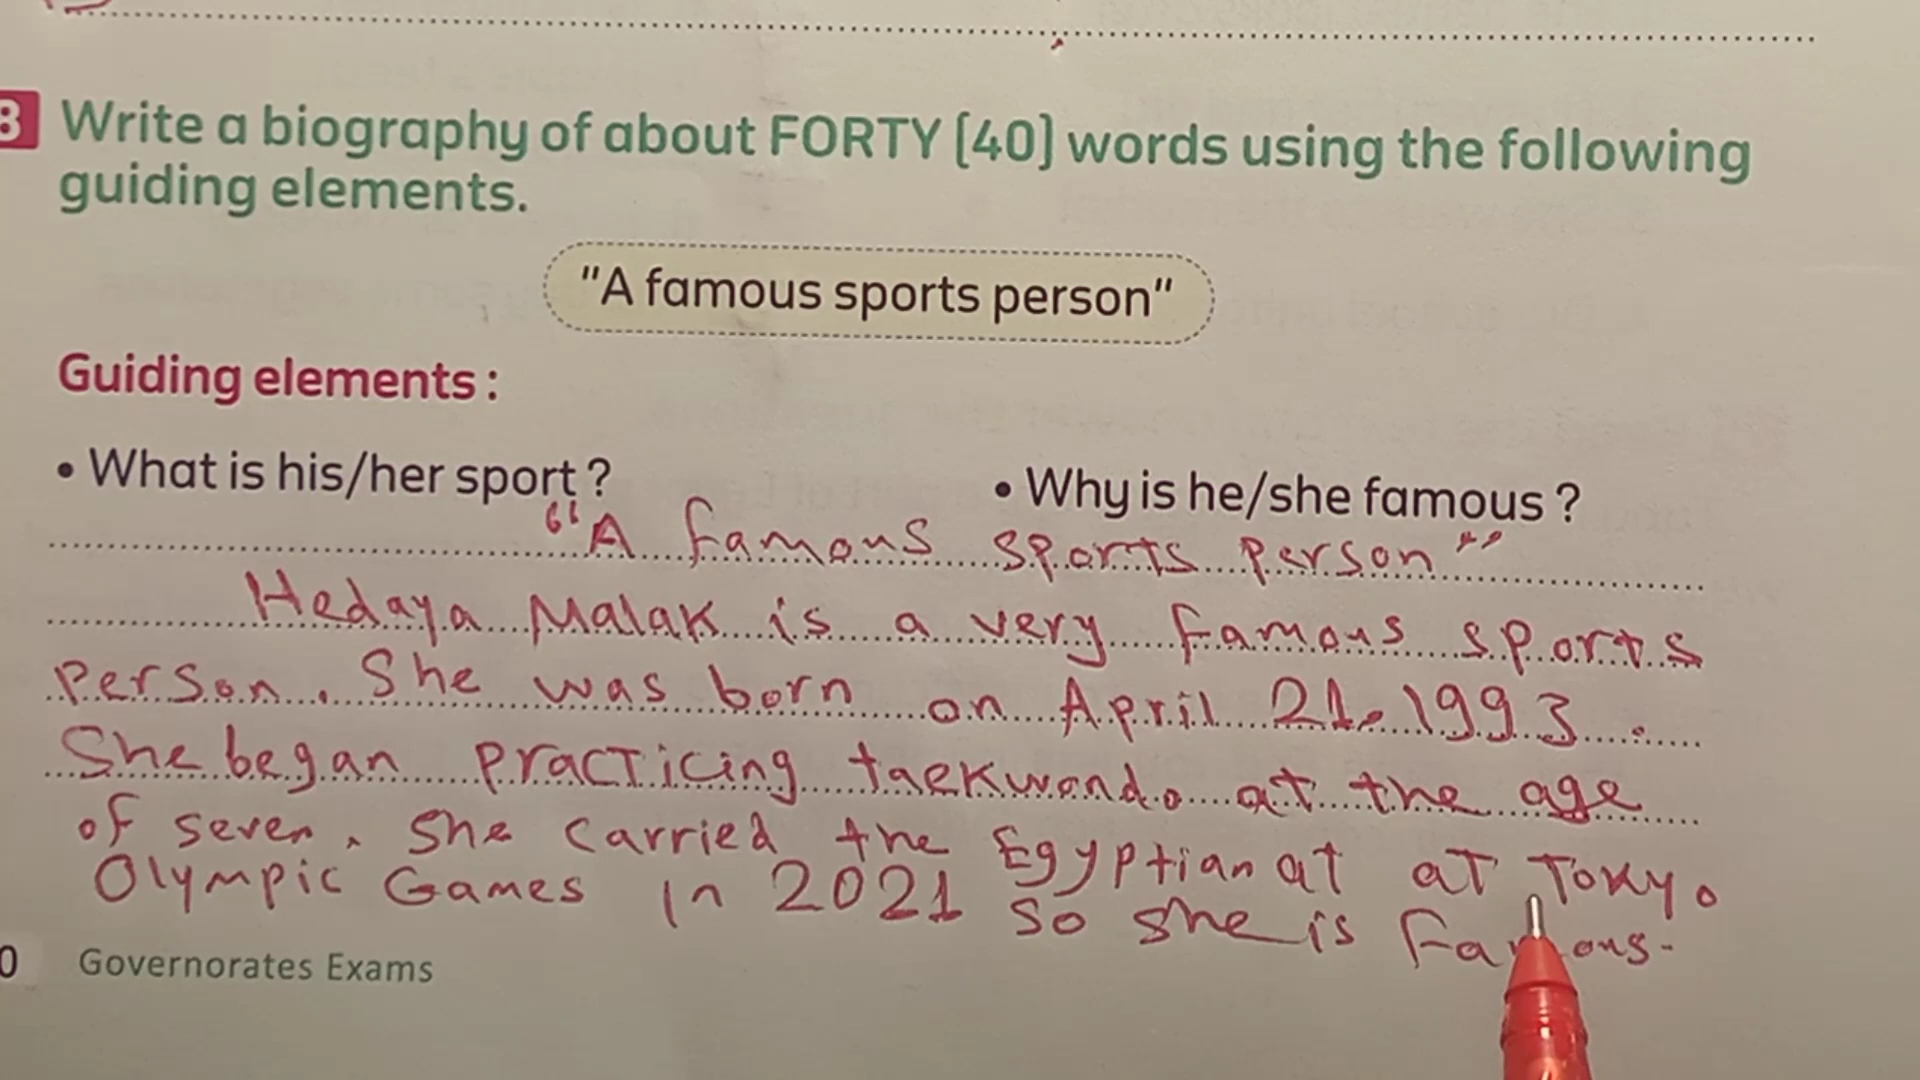 8 Write a biography of about FORTY [40] words using the following
guiding elements.
"A famous sports person"
Guiding elements :
• What is his/her sport ? • Why is he/she famous ?
"A famous sports person"
Hedaya Malak is a very famous sports
person. She was born on April 21, 1993.
She began practicing taekwondo at the age
of seven. She carried the Egyptian at at Tokyo
Olympic Games in 2021 so she is famous.
0 Governorates Exams